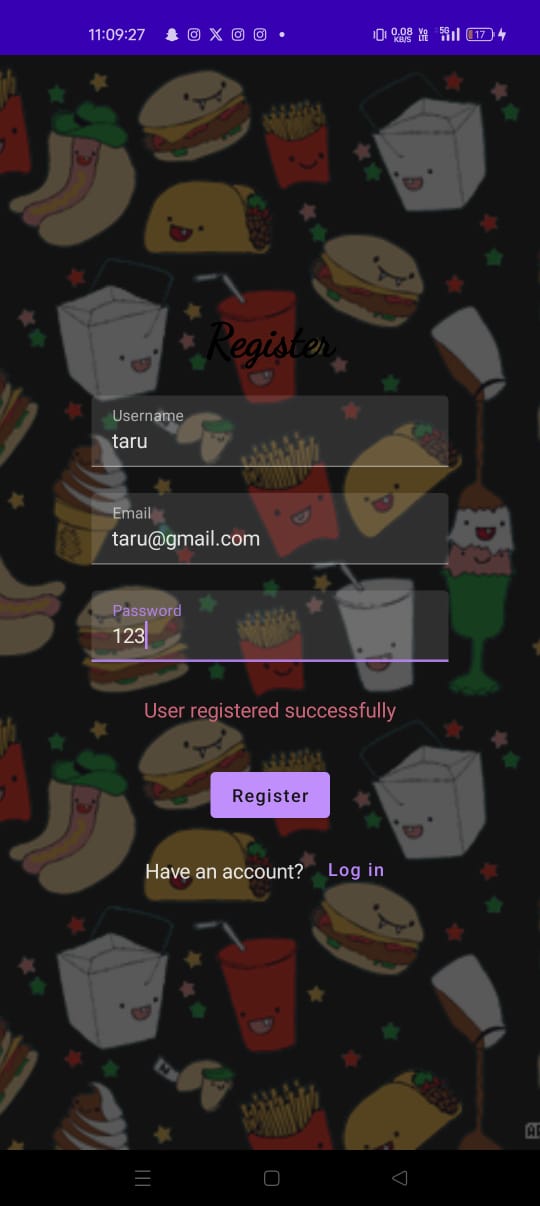 11:09:27 0.08 KB/S Vo LTE 5G 17
Register
Username
taru
Email
taru@gmail.com
Password
123
User registered successfully
Register
Have an account? Log in